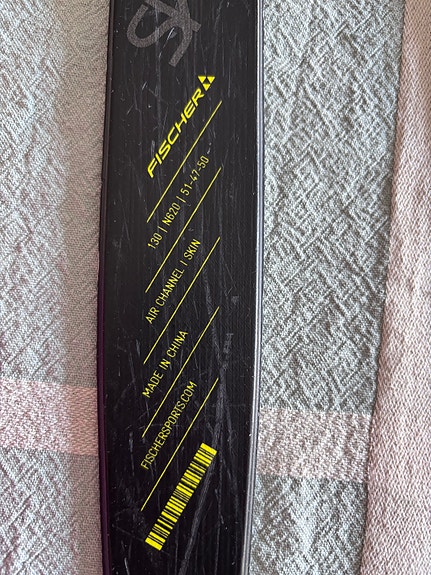 FISCHER
130 | N620 | 51-47-50
AIR CHANNEL | SKIN
MADE IN CHINA
FISCHERSPORTS.COM